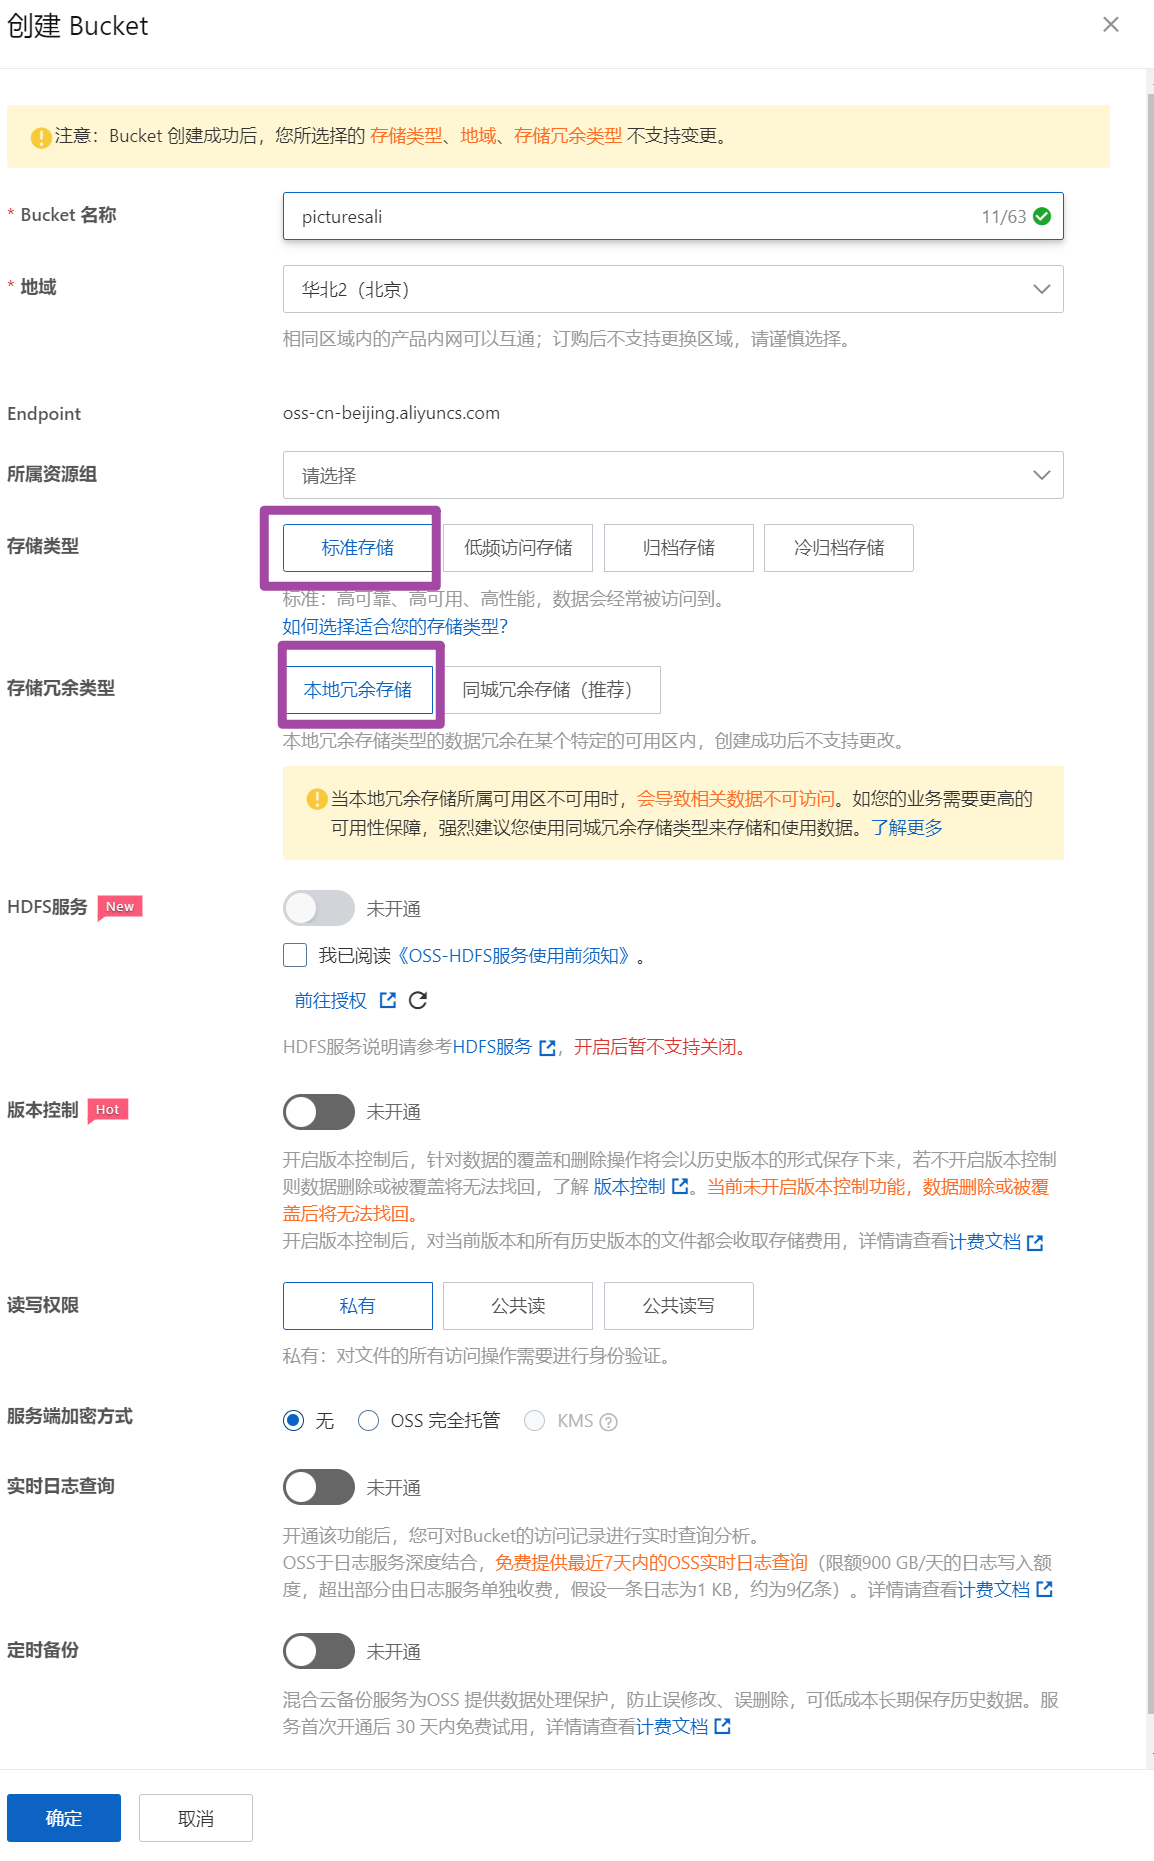 创建 Bucket
注意：Bucket 创建成功后，您所选择的 存储类型、地域、存储冗余类型 不支持变更。
* Bucket 名称
picturesali
11/63
* 地域
华北2（北京）
相同区域内的产品内网可以互通；订购后不支持更换区域，请谨慎选择。
Endpoint
oss-cn-beijing.aliyuncs.com
所属资源组
请选择
存储类型
标准存储
低频访问存储
归档存储
冷归档存储
标准：高可靠、高可用、高性能，数据会经常被访问到。
如何选择适合您的存储类型？
存储冗余类型
本地冗余存储
同城冗余存储（推荐）
本地冗余存储类型的数据冗余在某个特定的可用区内，创建成功后不支持更改。
当本地冗余存储所属可用区不可用时，会导致相关数据不可访问。如您的业务需要更高的
可用性保障，强烈建议您使用同城冗余存储类型来存储和使用数据。了解更多
HDFS服务 New
未开通
我已阅读《OSS-HDFS服务使用前须知》。
前往授权
HDFS服务说明请参考HDFS服务，开启后暂不支持关闭。
版本控制 Hot
未开通
开启版本控制后，针对数据的覆盖和删除操作将会以历史版本的形式保存下来，若不开启版本控制
则数据删除或被覆盖将无法找回，了解 版本控制。当前未开启版本控制功能，数据删除或被覆
盖后将无法找回。
开启版本控制后，对当前版本和所有历史版本的文件都会收取存储费用，详情请查看计费文档
读写权限
私有
公共读
公共读写
私有：对文件的所有访问操作需要进行身份验证。
服务端加密方式
无
OSS 完全托管
KMS
实时日志查询
未开通
开通该功能后，您可对Bucket的访问记录进行实时查询分析。
OSS于日志服务深度结合，免费提供最近7天内的OSS实时日志查询（限额900 GB/天的日志写入额
度，超出部分由日志服务单独收费，假设一条日志为1 KB，约为9亿条）。详情请查看计费文档
定时备份
未开通
混合云备份服务为OSS 提供数据处理保护，防止误修改、误删除，可低成本长期保存历史数据。服
务首次开通后 30 天内免费试用，详情请查看计费文档
确定
取消